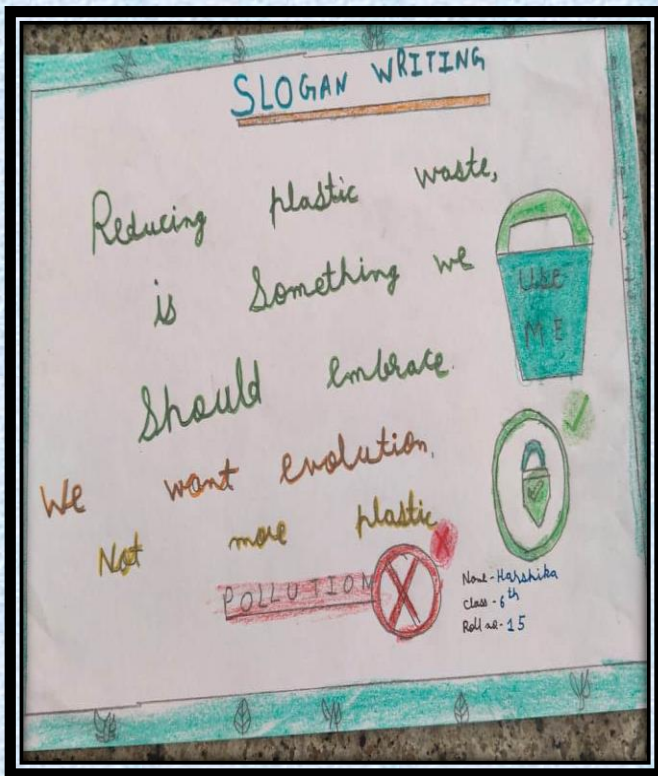 SLOGAN WRITING
Reducing plastic waste,
is Something we
Should embrace.
We want evolution,
Not more plastic
POLLUTION
USE
ME
Name - Harshika
Class - 6th
Roll no - 15